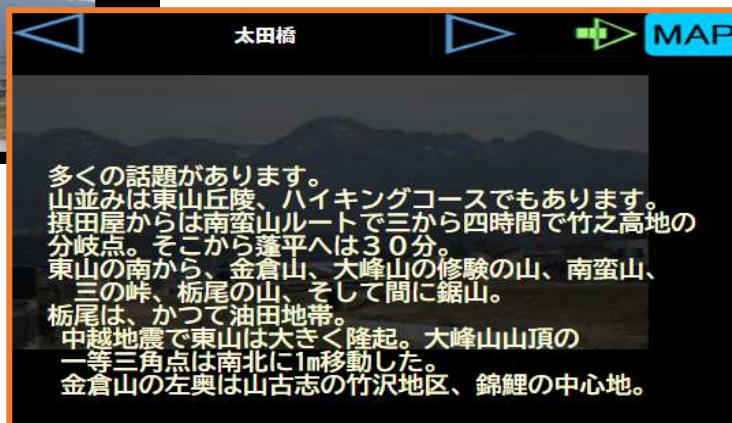 太田橋
MAP
多くの話題があります。
山並みは東山丘陵、ハイキングコースでもあります。
摂田屋からは南蛮山ルートで三から四時間で竹之高地の
分岐点。そこから蓬平へは３０分。
東山の南から、金倉山、大峰山の修験の山、南蛮山、
三の峠、栃尾の山、そして間に鋸山。
栃尾は、かつて油田地帯。
中越地震で東山は大きく隆起。大峰山山頂の
一等三角点は南北に1m移動した。
金倉山の左奥は山古志の竹沢地区、錦鯉の中心地。